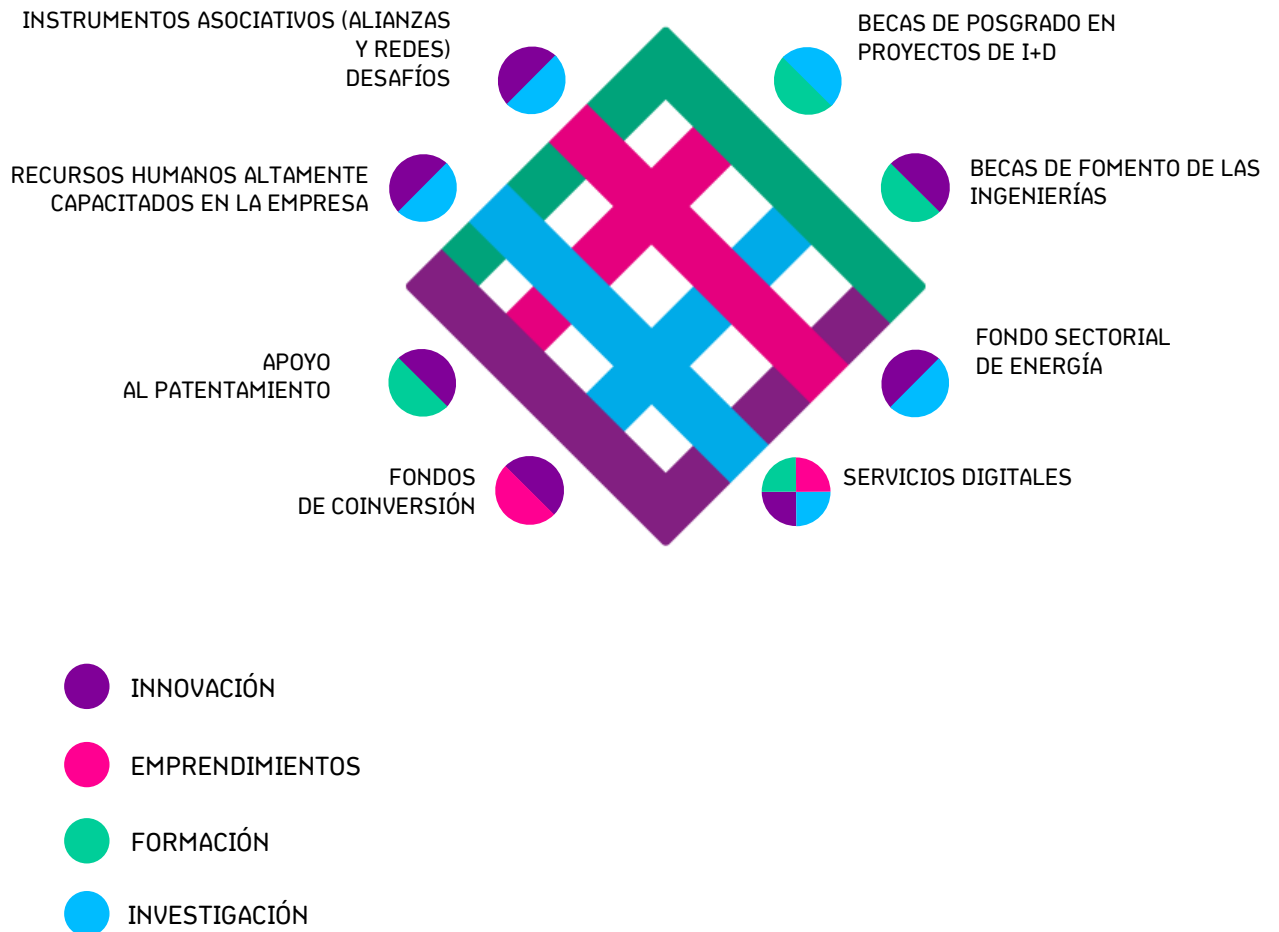 INSTRUMENTOS ASOCIATIVOS (ALIANZAS
Y REDES)
DESAFÍOS
BECAS DE POSGRADO EN
PROYECTOS DE I+D
RECURSOS HUMANOS ALTAMENTE
CAPACITADOS EN LA EMPRESA
BECAS DE FOMENTO DE LAS
INGENIERÍAS
APOYO
AL PATENTAMIENTO
FONDO SECTORIAL
DE ENERGÍA
FONDOS
DE COINVERSIÓN
SERVICIOS DIGITALES
INNOVACIÓN
EMPRENDIMIENTOS
FORMACIÓN
INVESTIGACIÓN